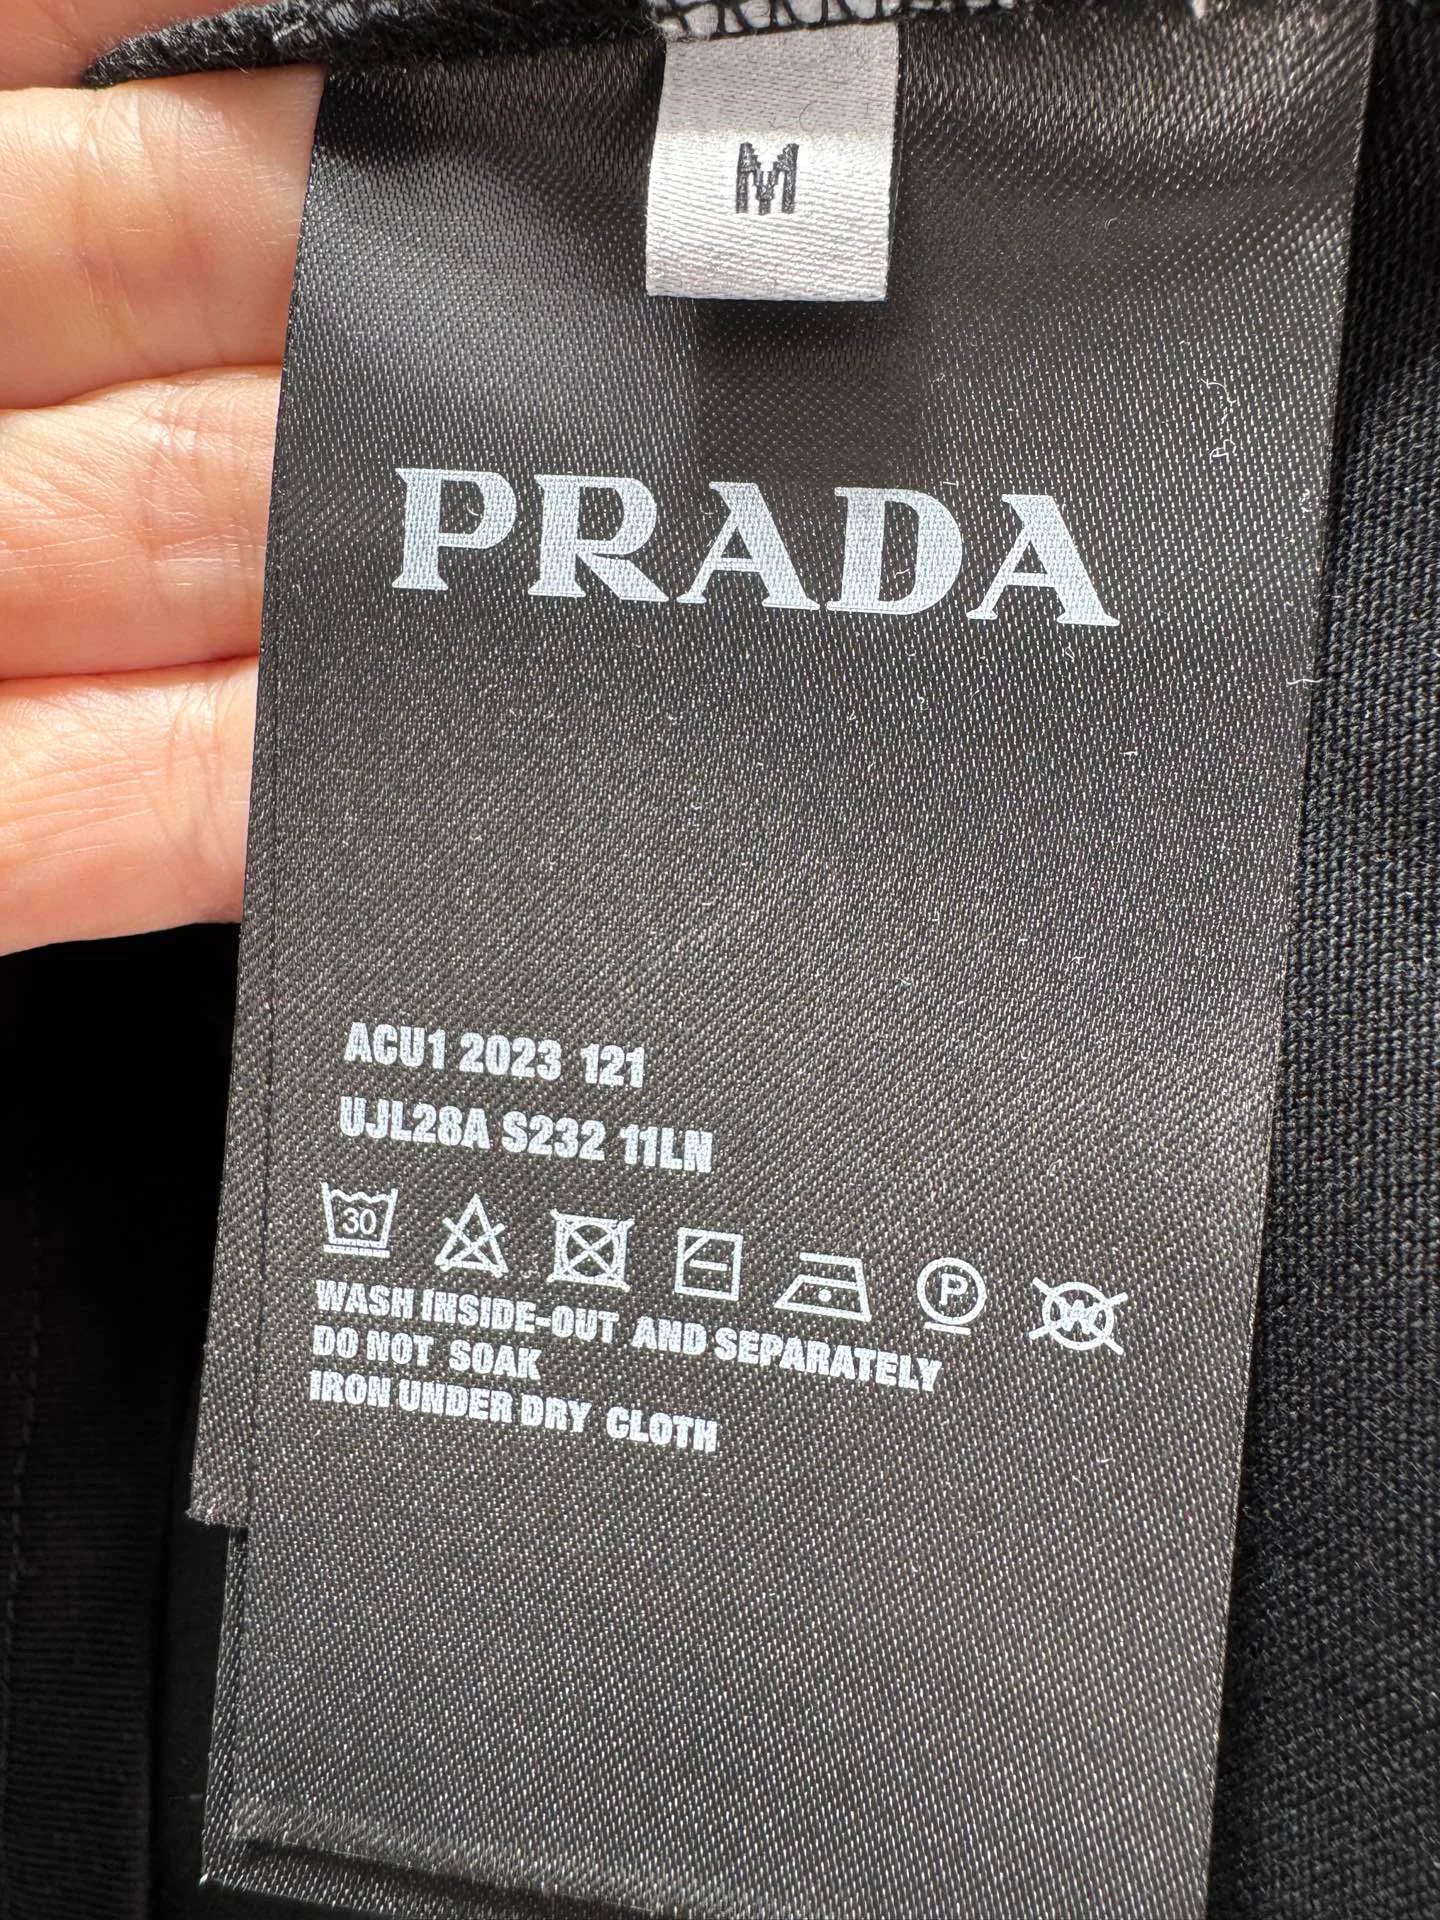 M
PRADA
ACU1 2023 121
UJL28A S232 11LN
30 P W
WASH INSIDE-OUT AND SEPARATELY
DO NOT SOAK
IRON UNDER DRY CLOTH